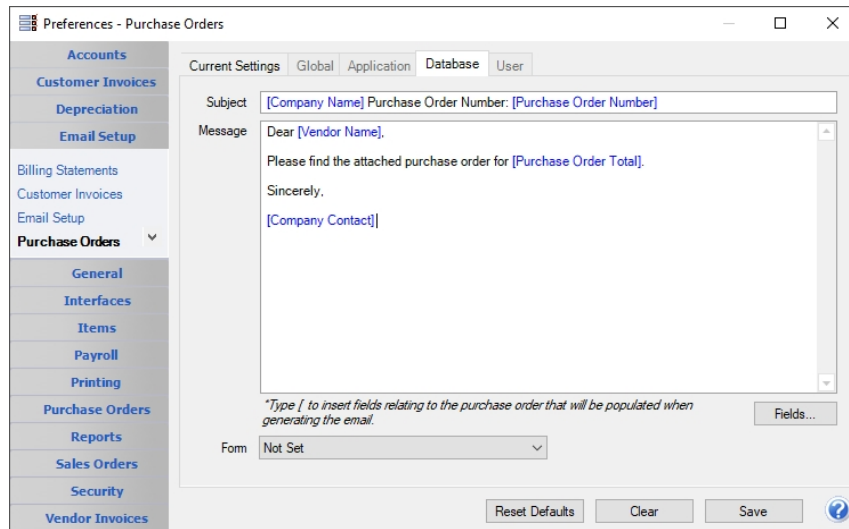 Preferences - Purchase Orders
Accounts
Customer Invoices
Depreciation
Email Setup
Billing Statements
Customer Invoices
Email Setup
Purchase Orders
General
Interfaces
Items
Payroll
Printing
Purchase Orders
Reports
Sales Orders
Security
Vendor Invoices
Current Settings Global Application Database User
Subject [Company Name] Purchase Order Number: [Purchase Order Number]
Message Dear [Vendor Name],
Please find the attached purchase order for [Purchase Order Total].
Sincerely,
[Company Contact]
*Type [ to insert fields relating to the purchase order that will be populated when
generating the email.
Fields...
Form Not Set
Reset Defaults Clear Save ?